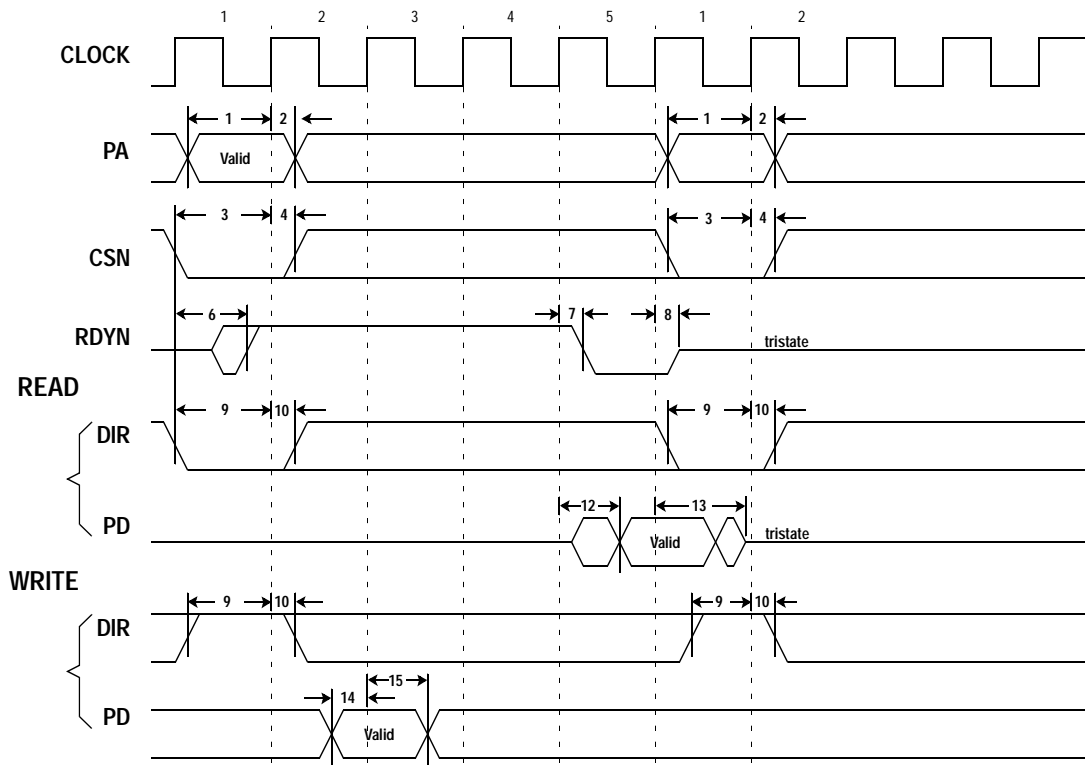 1 2 3 4 5 1 2
CLOCK
1 2 1 2
PA Valid
3 4 3 4
CSN
6 7 8
RDYN tristate
READ
9 10 9 10
DIR
12 13
PD Valid tristate
WRITE
9 10 9 10
DIR
14 15
PD Valid